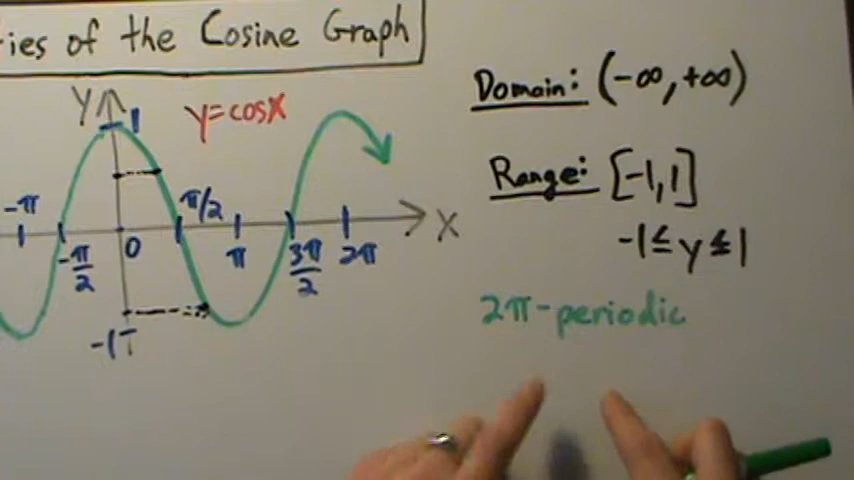 ies of the Cosine Graph
Y
1
y=cosx
-π
-π/2
0
π/2
π
3π/2
2π
X
-1
Domain: (-∞,+∞)
Range: [-1,1]
-1≤y≤1
2π-periodic